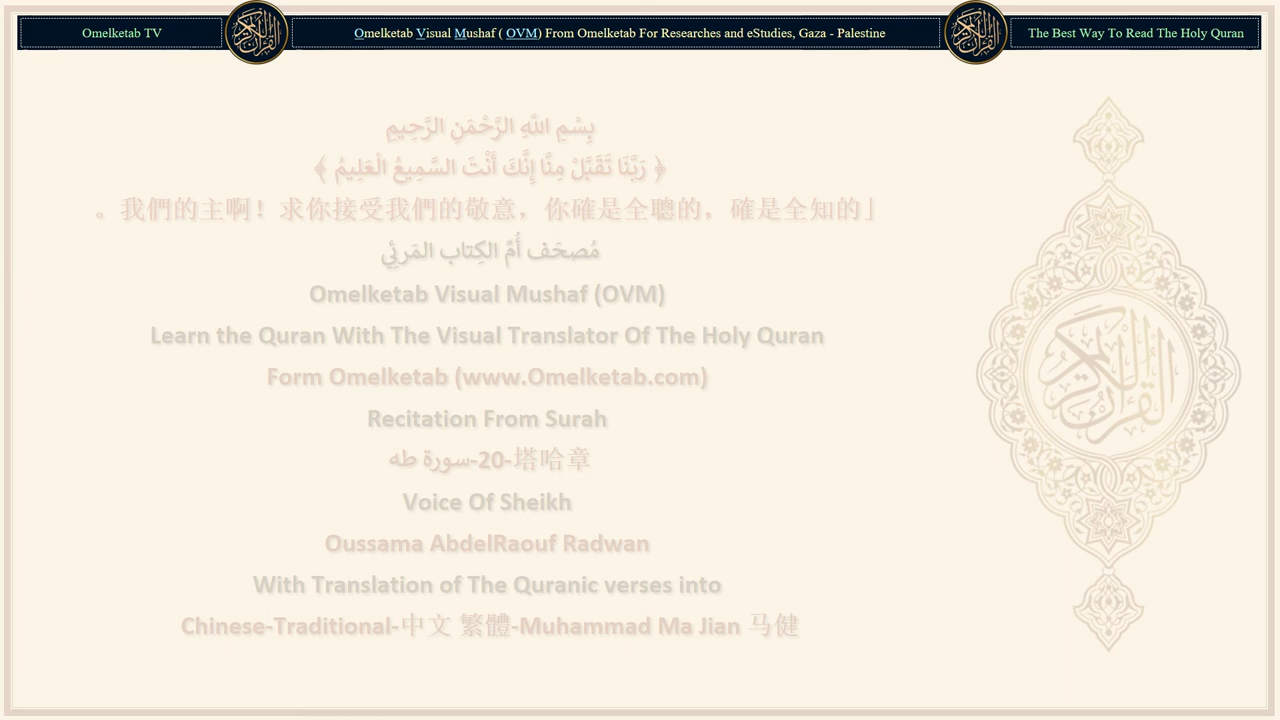 Omelketab TV
Omelketab Visual Mushaf ( OVM) From Omelketab For Researches and eStudies, Gaza - Palestine
The Best Way To Read The Holy Quran
بِسْمِ اللَّهِ الرَّحْمَنِ الرَّحِيمِ
﴿ رَبَّنَا تَقَبَّلْ مِنَّا إِنَّكَ أَنْتَ السَّمِيعُ الْعَلِيمُ ﴾
。我們的主啊！求你接受我們的敬意，你確是全聰的，確是全知的」
مُصحَف أُمِّ الكِتاب المَرئِي
Omelketab Visual Mushaf (OVM)
Learn the Quran With The Visual Translator Of The Holy Quran
Form Omelketab (www.Omelketab.com)
Recitation From Surah
سورة طه-20-塔哈章
Voice Of Sheikh
Oussama AbdelRaouf Radwan
With Translation of The Quranic verses into
Chinese-Traditional-中文 繁體-Muhammad Ma Jian 马健
القرآن الكريم